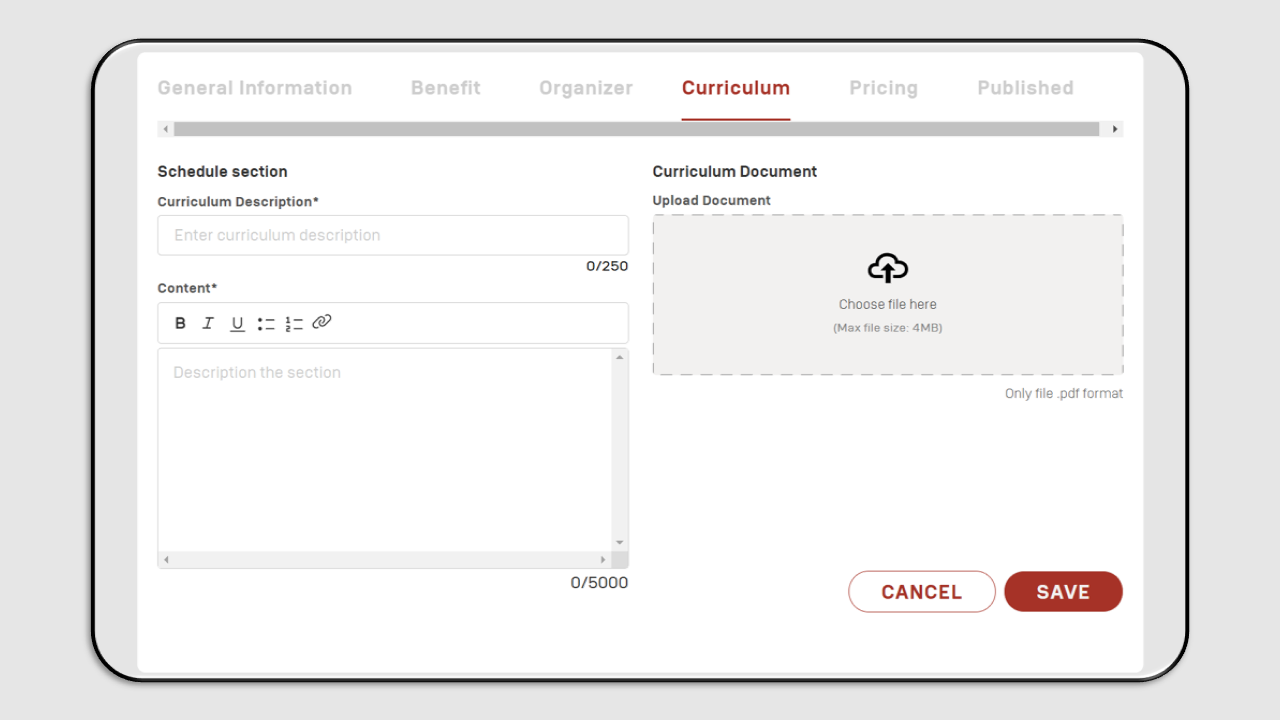 General Information Benefit Organizer Curriculum Pricing Published
Schedule section
Curriculum Description*
Enter curriculum description
0/250
Content*
B I U
Description the section
0/5000
Curriculum Document
Upload Document
Choose file here
(Max file size: 4MB)
Only file .pdf format
CANCEL SAVE